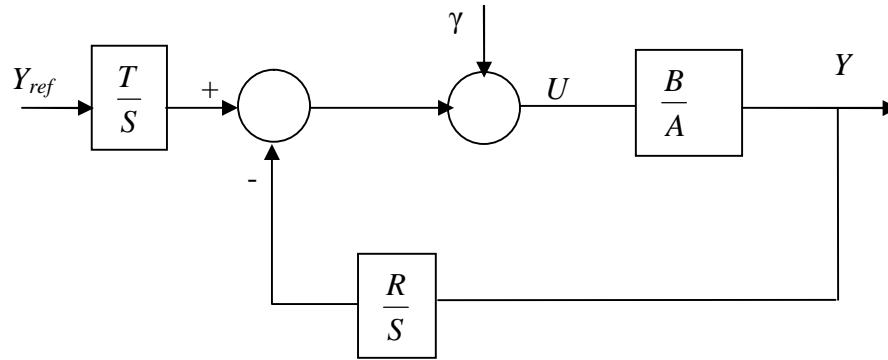 γ
Y_ref
T/S
+
U
B/A
Y
-
R/S